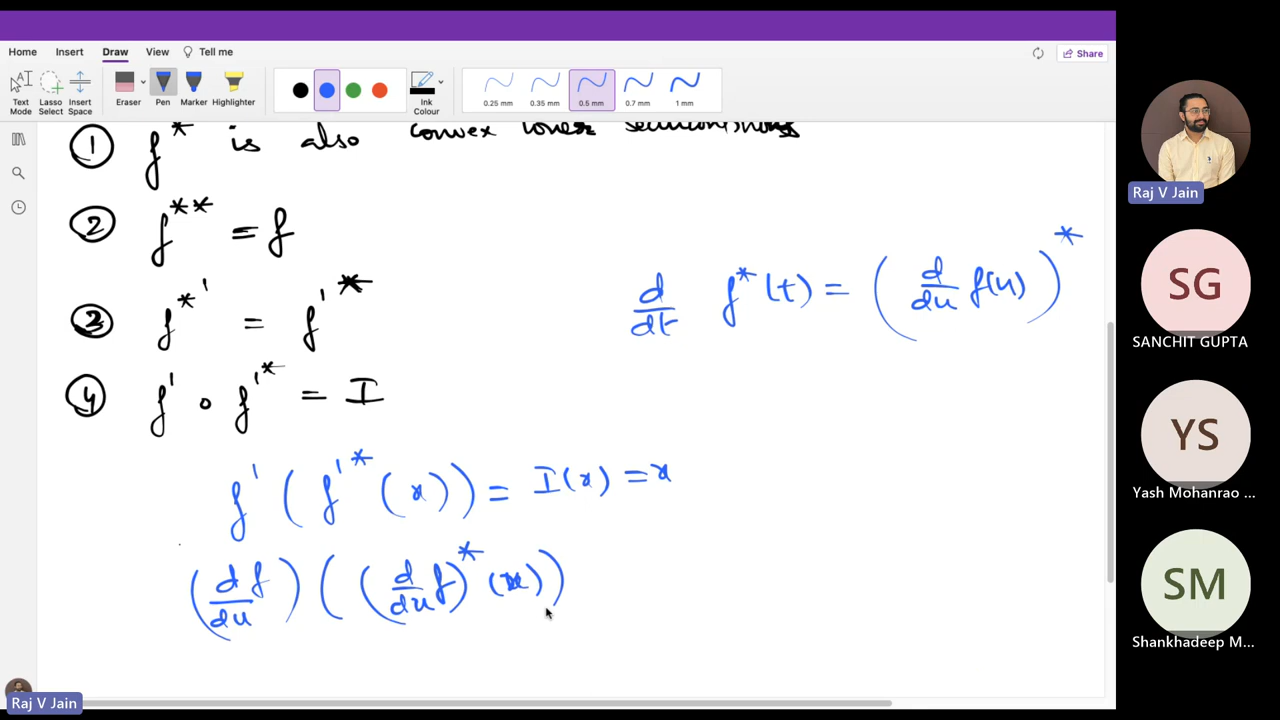 Home Insert Draw View Tell me
Share
Text Mode Lasso Select Insert Space Eraser Pen Marker Highlighter Ink Colour 0.25 mm 0.35 mm 0.5 mm 0.7 mm 1 mm
① f* is also convex lower
② f** = f
③ f*' = f'*
d/dt f*(t) = (d/du f(u))*
④ f' ∘ f'* = I
f' ( f'* (x)) = I(x) = x
(d/du f) ( (d/du f)* (x))
Raj V Jain
SG
SANCHIT GUPTA
YS
Yash Mohanrao ...
SM
Shankhadeep M...
Raj V Jain